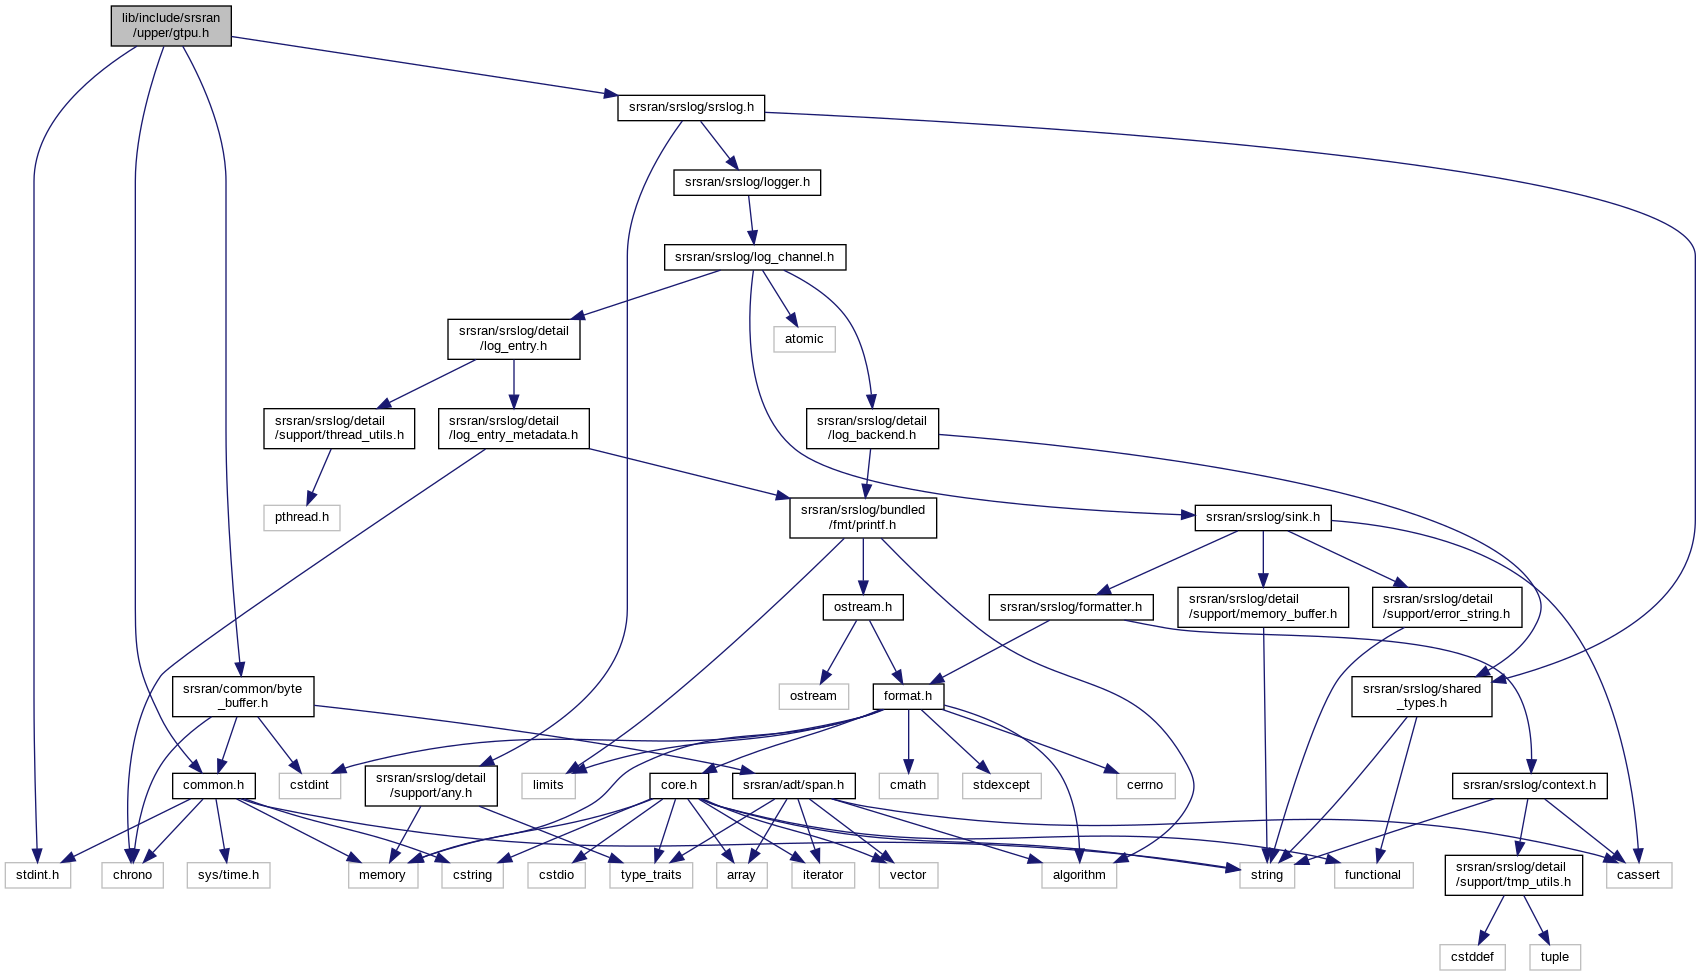 lib/include/srsran
/upper/gtpu.h
srsran/srslog/srslog.h
srsran/srslog/logger.h
srsran/srslog/log_channel.h
srsran/srslog/detail
/log_entry.h
atomic
srsran/srslog/detail
/support/thread_utils.h
srsran/srslog/detail
/log_entry_metadata.h
srsran/srslog/detail
/log_backend.h
pthread.h
srsran/srslog/bundled
/fmt/printf.h
srsran/srslog/sink.h
ostream.h
srsran/srslog/formatter.h
srsran/srslog/detail
/support/memory_buffer.h
srsran/srslog/detail
/support/error_string.h
srsran/common/byte
_buffer.h
ostream
format.h
srsran/srslog/shared
_types.h
common.h
cstdint
srsran/srslog/detail
/support/any.h
limits
core.h
srsran/adt/span.h
cmath
stdexcept
cerrno
srsran/srslog/context.h
stdint.h
chrono
sys/time.h
memory
cstring
cstdio
type_traits
array
iterator
vector
algorithm
string
functional
srsran/srslog/detail
/support/tmp_utils.h
cassert
cstddef
tuple